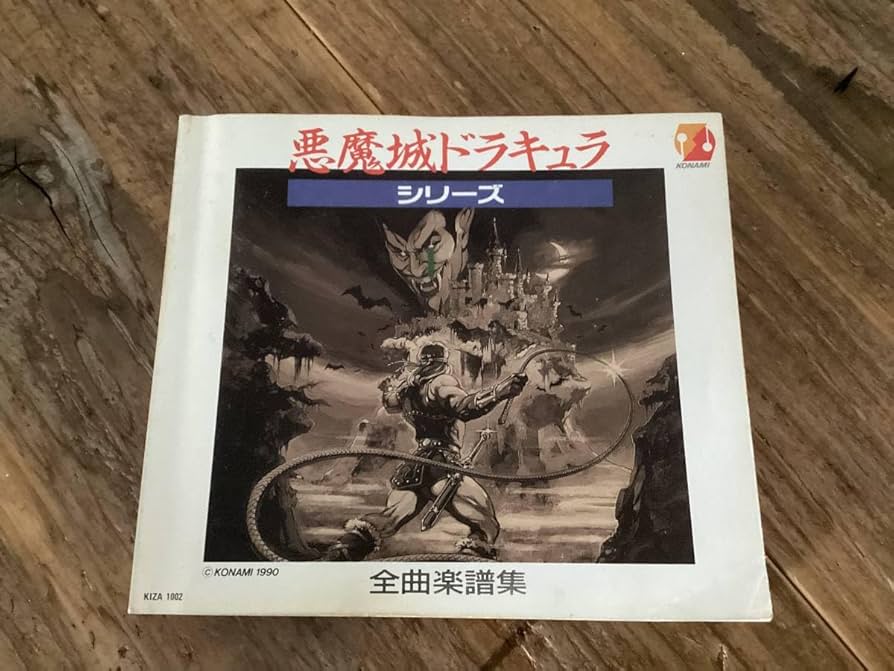 悪魔城ドラキュラ
KONAMI
シリーズ
© KONAMI 1990
全曲楽譜集
KIZA 1002